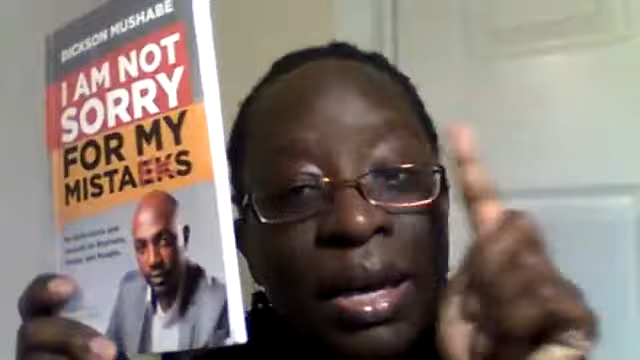 DICKSON MUSHABE
I AM NOT
SORRY
FOR MY
MISTAEKS